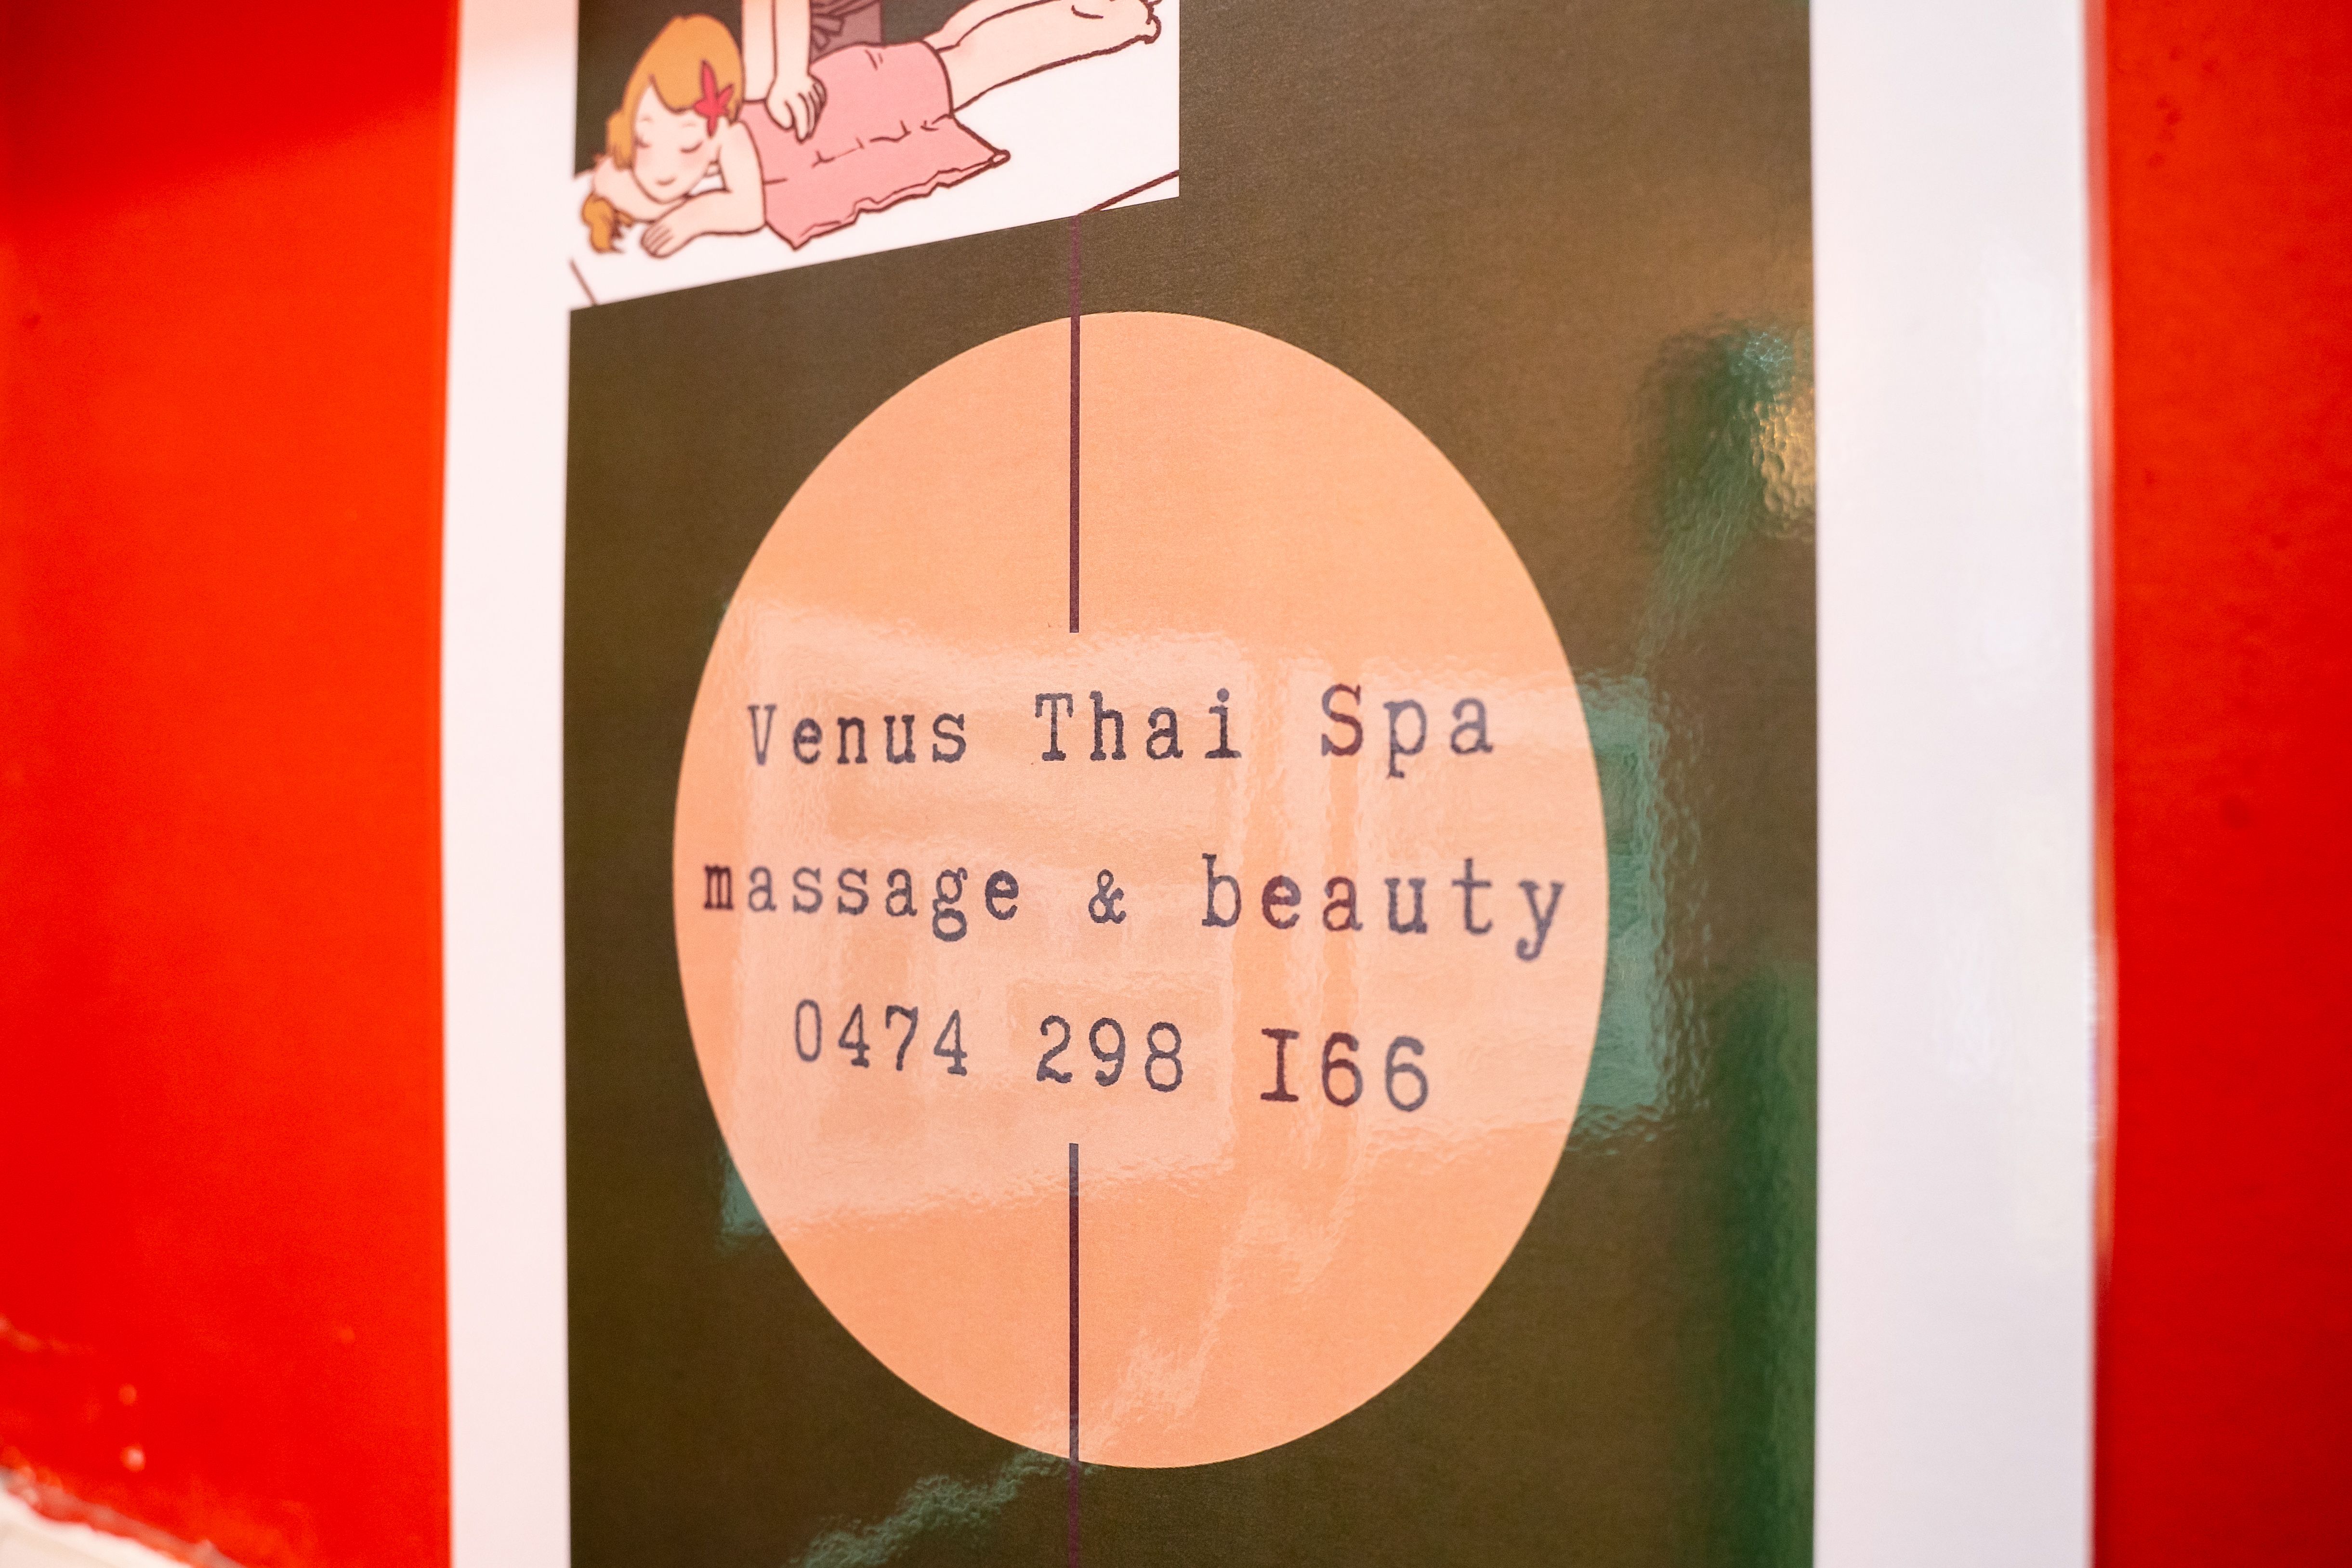 Venus Thai Spa
massage & beauty
0474 298 I66